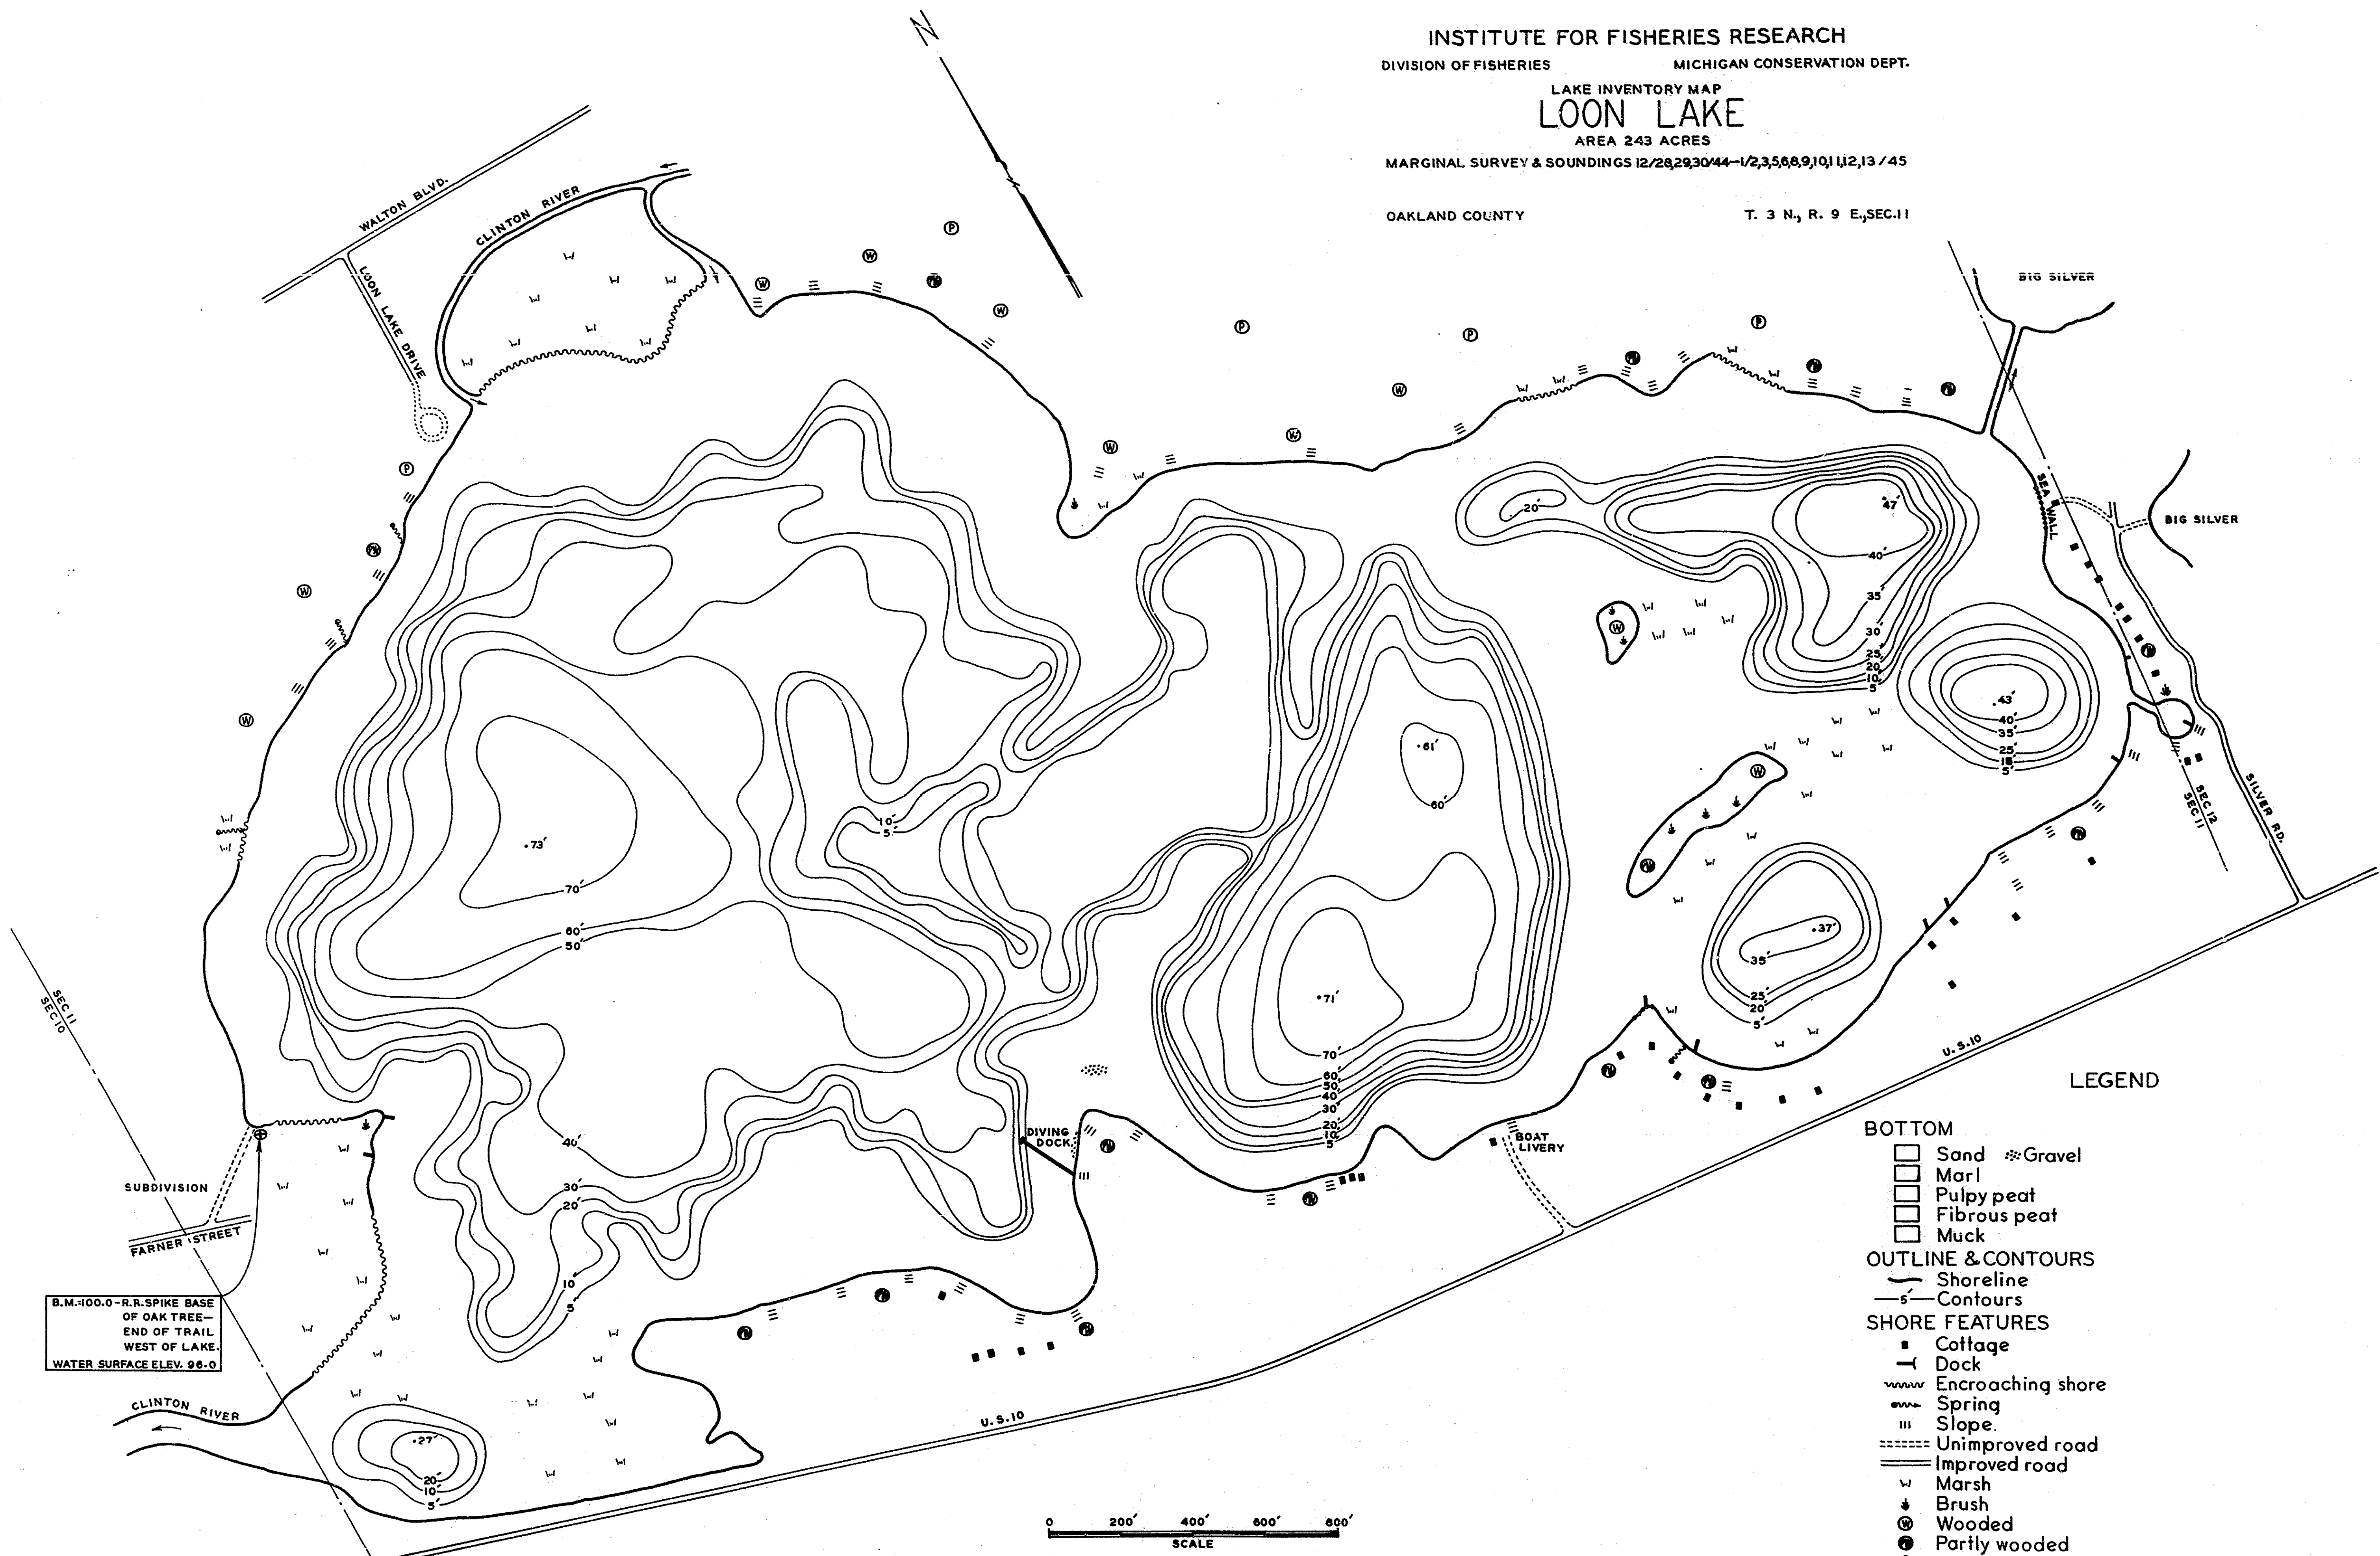 N
INSTITUTE FOR FISHERIES RESEARCH
DIVISION OF FISHERIES MICHIGAN CONSERVATION DEPT.
LAKE INVENTORY MAP
LOON LAKE
AREA 243 ACRES
MARGINAL SURVEY & SOUNDINGS 12/28,29,30/44-1/2,3,5,6,8,9,10,11,12,13/45
OAKLAND COUNTY T. 3 N., R. 9 E., SEC. 11
WALTON BLVD.
CLINTON RIVER
LOON LAKE DRIVE
BIG SILVER
SEA WALL
BIG SILVER
P
W
W
P
W
P
P
P
W
W
W
P
PW
W
W
W
W
20'
47'
40'
35'
30'
25'
20'
10'
5'
43'
40'
35'
25'
5'
61'
60'
73'
70'
60'
50'
10'
5'
37'
35'
25'
20'
5'
71'
70'
60'
50'
40'
30'
20'
10'
5'
40'
30'
20'
10'
5'
27'
20'
10'
5'
SEC 12
SEC 11
SILVER RD.
SEC 11
SEC 10
U.S. 10
DIVING
DOCK
BOAT
LIVERY
SUBDIVISION
FARNER STREET
B.M.=100.0-R.R.SPIKE BASE
OF OAK TREE—
END OF TRAIL
WEST OF LAKE.
WATER SURFACE ELEV. 96.0
CLINTON RIVER
U.S. 10
0 200' 400' 600' 800'
SCALE
LEGEND
BOTTOM
Sand Gravel
Marl
Pulpy peat
Fibrous peat
Muck
OUTLINE & CONTOURS
Shoreline
5' Contours
SHORE FEATURES
Cottage
Dock
Encroaching shore
Spring
Slope.
Unimproved road
Improved road
Marsh
Brush
W Wooded
Partly wooded